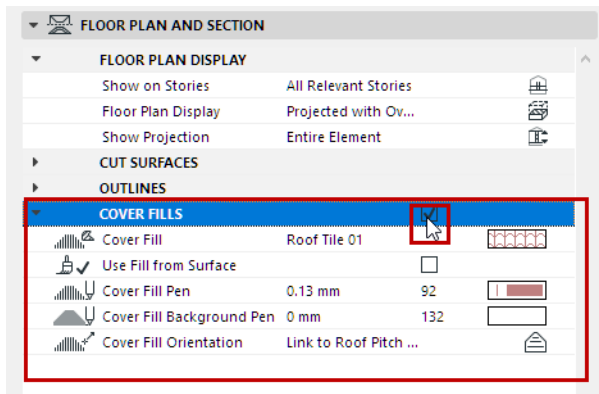 FLOOR PLAN AND SECTION
FLOOR PLAN DISPLAY
Show on Stories All Relevant Stories
Floor Plan Display Projected with Ov...
Show Projection Entire Element
CUT SURFACES
OUTLINES
COVER FILLS
Cover Fill Roof Tile 01
Use Fill from Surface
Cover Fill Pen 0.13 mm 92
Cover Fill Background Pen 0 mm 132
Cover Fill Orientation Link to Roof Pitch ...